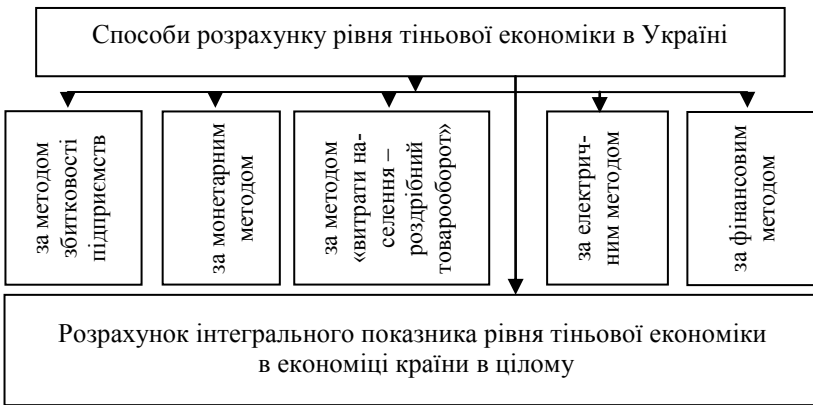 Способи розрахунку рівня тіньової економіки в Україні
за методом
збитковості
підприємств
за монетарним
методом
за методом
«витрати на-
селення –
роздрібний
товарооборот»
за електрич-
ним методом
за фінансовим
методом
Розрахунок інтегрального показника рівня тіньової економіки
в економіці країни в цілому